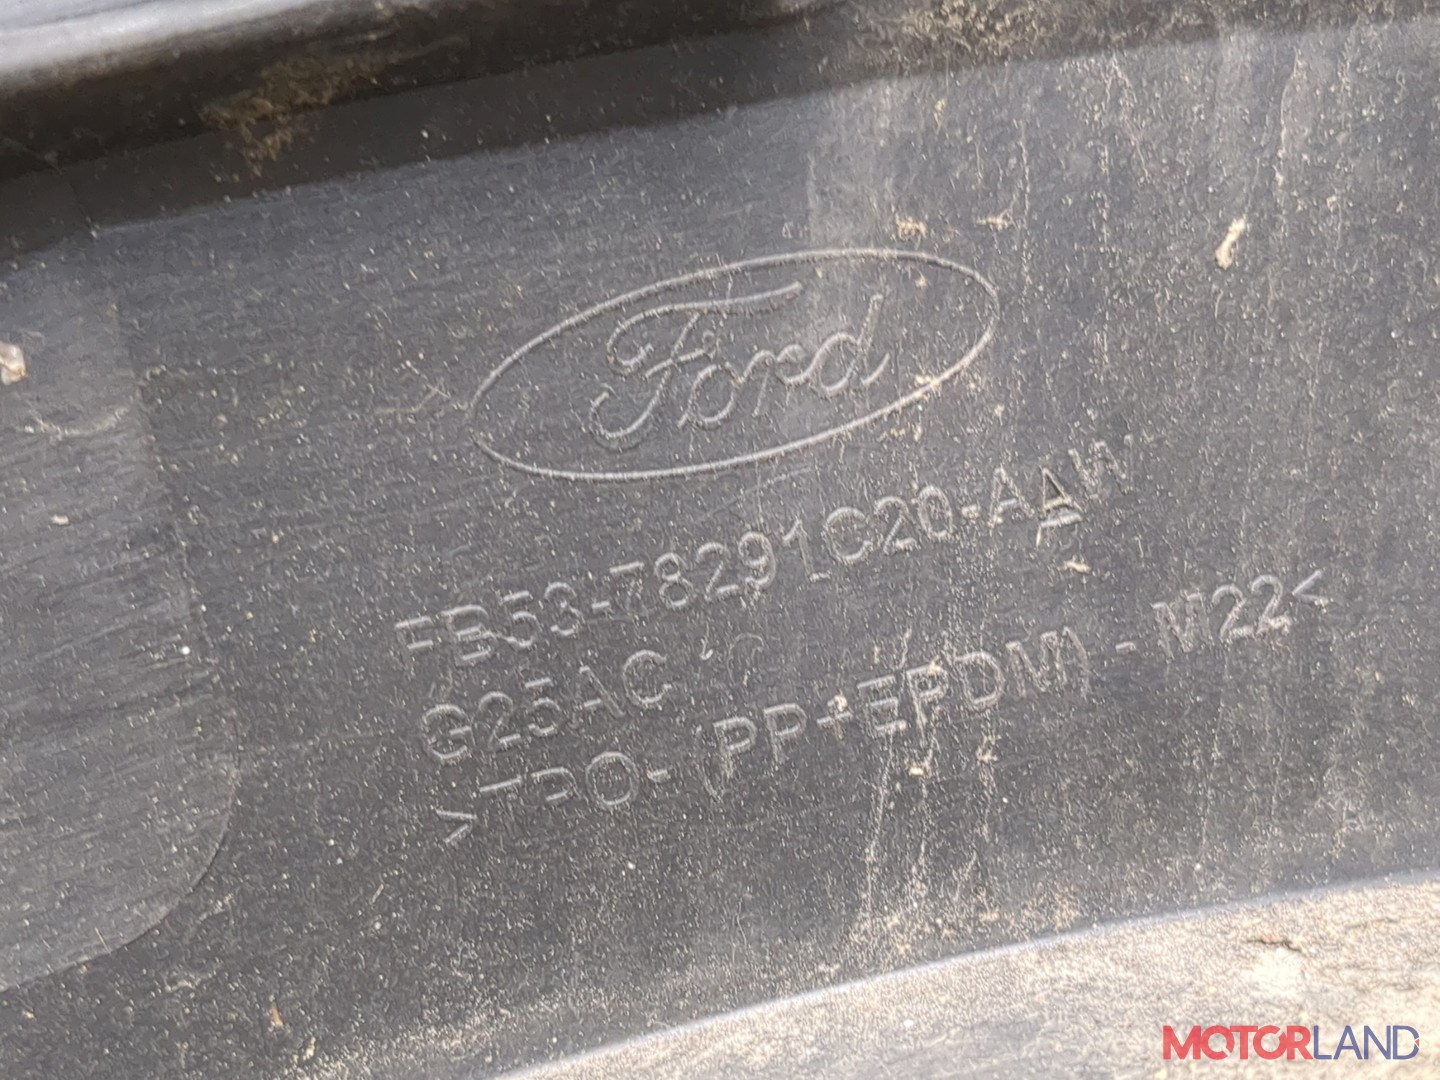 Ford
FB53-78291C20-AAW
G25AC
>TPO- (PP+EPDM) - M22<
MOTORLAND